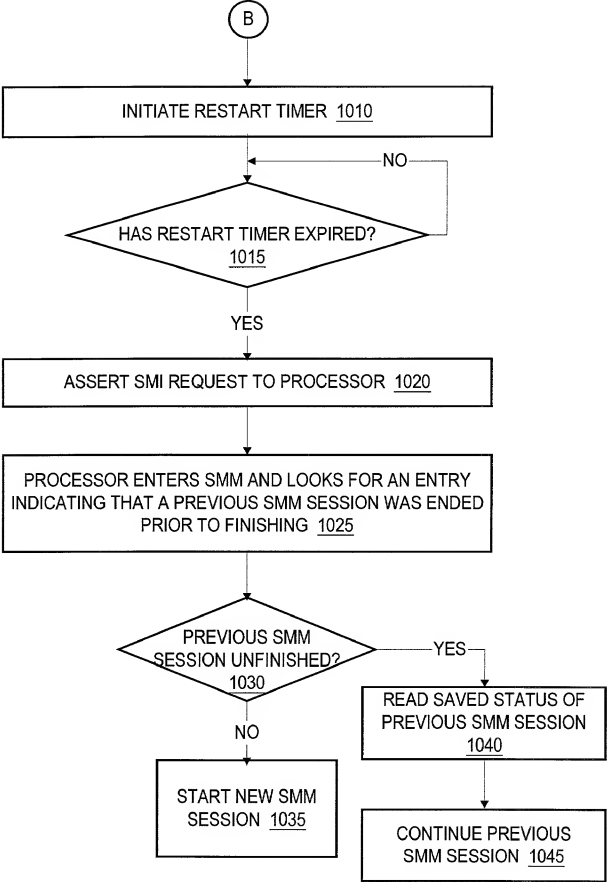 B
INITIATE RESTART TIMER 1010
NO
HAS RESTART TIMER EXPIRED?
1015
YES
ASSERT SMI REQUEST TO PROCESSOR 1020
PROCESSOR ENTERS SMM AND LOOKS FOR AN ENTRY
INDICATING THAT A PREVIOUS SMM SESSION WAS ENDED
PRIOR TO FINISHING 1025
PREVIOUS SMM
SESSION UNFINISHED?
1030
YES
NO
READ SAVED STATUS OF
PREVIOUS SMM SESSION
1040
START NEW SMM
SESSION 1035
CONTINUE PREVIOUS
SMM SESSION 1045